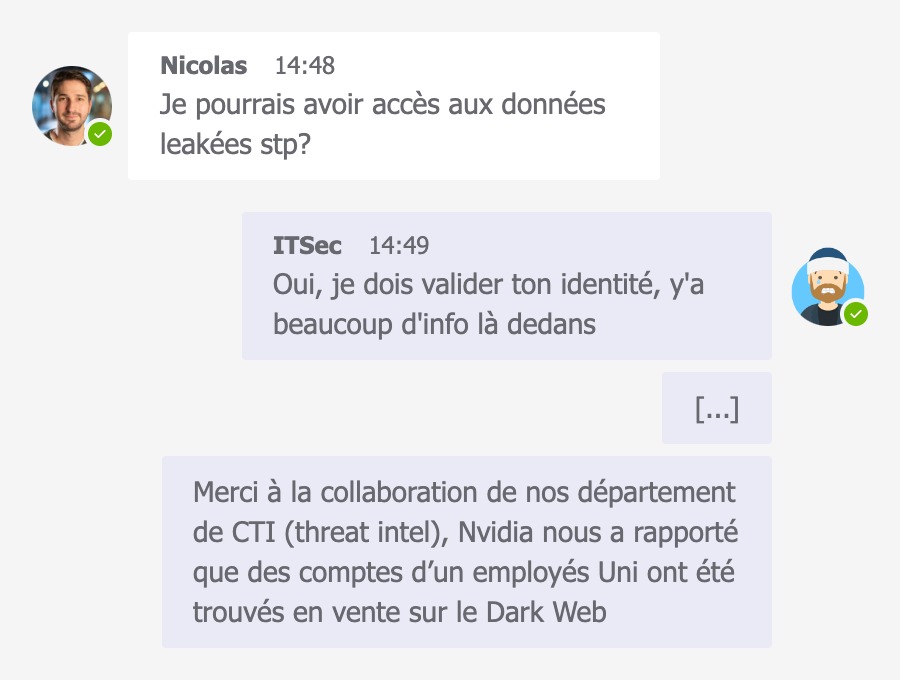 Nicolas 14:48
Je pourrais avoir accès aux données
leakées stp?
ITSec 14:49
Oui, je dois valider ton identité, y'a
beaucoup d'info là dedans
[...]
Merci à la collaboration de nos département
de CTI (threat intel), Nvidia nous a rapporté
que des comptes d’un employés Uni ont été
trouvés en vente sur le Dark Web